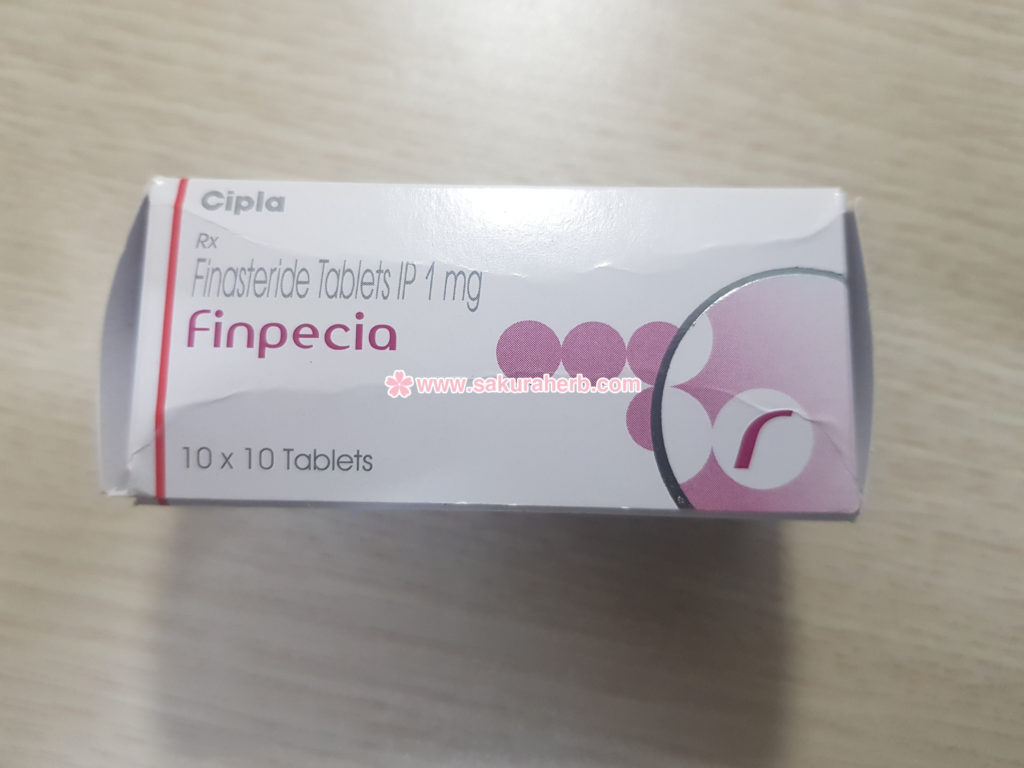 Cipla
Rx
Finasteride Tablets IP 1 mg
Finpecia
www.sakuraherb.com
10 x 10 Tablets